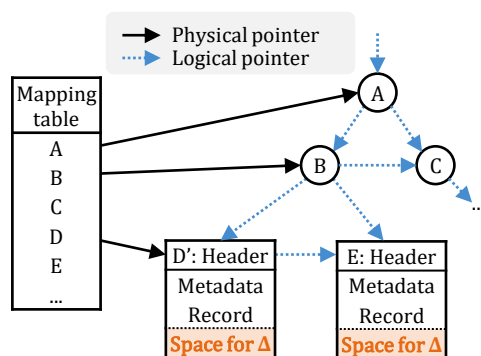 Physical pointer
Logical pointer
Mapping
table
A
B
C
D
E
...
A
B
C
..
D': Header
Metadata
Record
Space for Δ
E: Header
Metadata
Record
Space for Δ